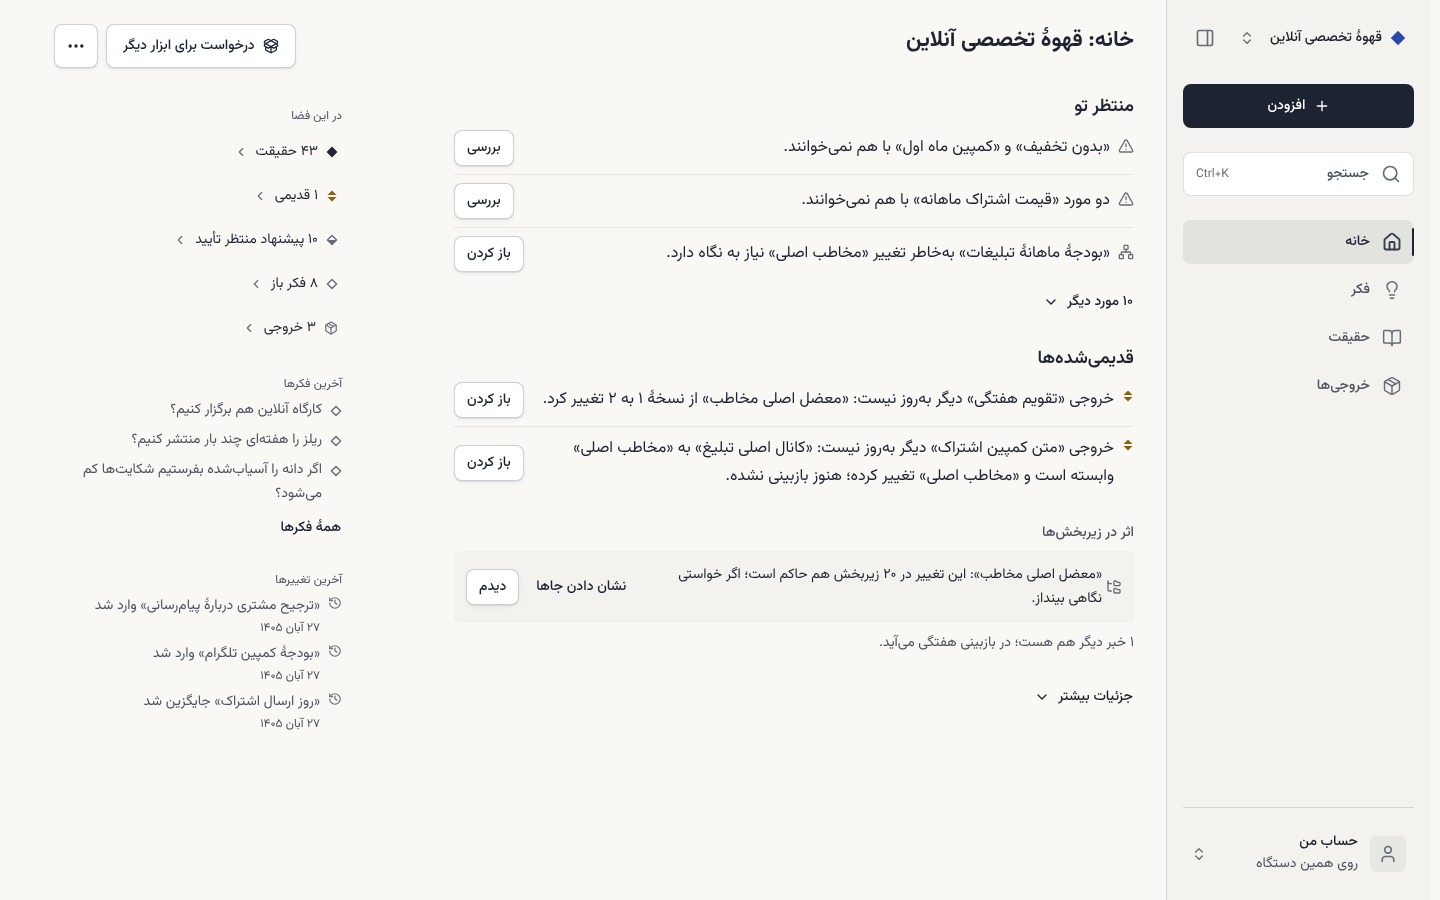 قهوهٔ تخصصی آنلاین
افزودن
جستجو
Ctrl+K
خانه
فکر
حقیقت
خروجی‌ها
حساب من
روی همین دستگاه
خانه: قهوهٔ تخصصی آنلاین
درخواست برای ابزار دیگر
منتظر تو
«بدون تخفیف» و «کمپین ماه اول» با هم نمی‌خوانند.
بررسی
دو مورد «قیمت اشتراک ماهانه» با هم نمی‌خوانند.
بررسی
«بودجهٔ ماهانهٔ تبلیغات» به‌خاطر تغییر «مخاطب اصلی» نیاز به نگاه دارد.
باز کردن
۱۰ مورد دیگر
قدیمی‌شده‌ها
خروجی «تقویم هفتگی» دیگر به‌روز نیست: «معضل اصلی مخاطب» از نسخهٔ ۱ به ۲ تغییر کرد.
باز کردن
خروجی «متن کمپین اشتراک» دیگر به‌روز نیست: «کانال اصلی تبلیغ» به «مخاطب اصلی»
وابسته است و «مخاطب اصلی» تغییر کرده؛ هنوز بازبینی نشده.
باز کردن
اثر در زیربخش‌ها
«معضل اصلی مخاطب»: این تغییر در ۲۰ زیربخش هم حاکم است؛ اگر خواستی
نگاهی بینداز.
نشان دادن جاها
دیدم
۱ خبر دیگر هم هست؛ در بازبینی هفتگی می‌آید.
جزئیات بیشتر
در این فضا
۴۳ حقیقت
۱ قدیمی
۱۰ پیشنهاد منتظر تأیید
۸ فکر باز
۳ خروجی
آخرین فکرها
کارگاه آنلاین هم برگزار کنیم؟
ریلز را هفته‌ای چند بار منتشر کنیم؟
اگر دانه را آسیاب‌شده بفرستیم شکایت‌ها کم
می‌شود؟
همهٔ فکرها
آخرین تغییرها
«ترجیح مشتری دربارهٔ پیام‌رسانی» وارد شد
۲۷ آبان ۱۴۰۵
«بودجهٔ کمپین تلگرام» وارد شد
۲۷ آبان ۱۴۰۵
«روز ارسال اشتراک» جایگزین شد
۲۷ آبان ۱۴۰۵